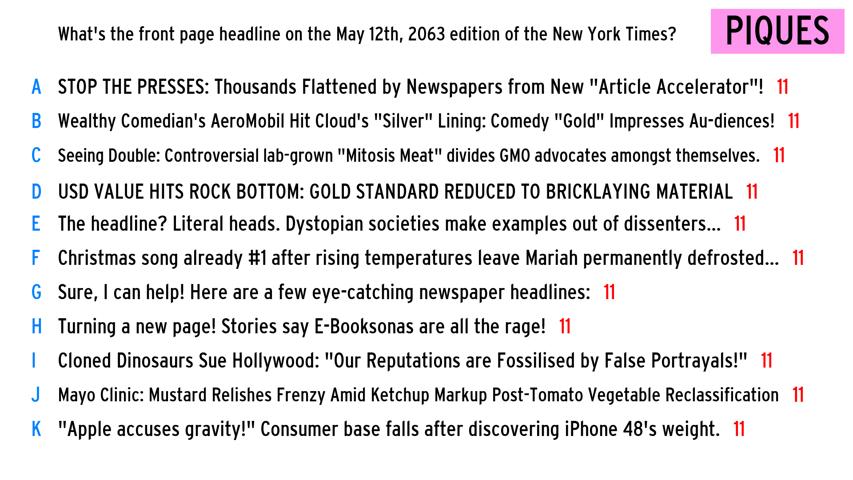 What's the front page headline on the May 12th, 2063 edition of the New York Times?
PIQUES
A STOP THE PRESSES: Thousands Flattened by Newspapers from New "Article Accelerator"! 11
B Wealthy Comedian's AeroMobil Hit Cloud's "Silver" Lining: Comedy "Gold" Impresses Au-diences! 11
C Seeing Double: Controversial lab-grown "Mitosis Meat" divides GMO advocates amongst themselves. 11
D USD VALUE HITS ROCK BOTTOM: GOLD STANDARD REDUCED TO BRICKLAYING MATERIAL 11
E The headline? Literal heads. Dystopian societies make examples out of dissenters... 11
F Christmas song already #1 after rising temperatures leave Mariah permanently defrosted... 11
G Sure, I can help! Here are a few eye-catching newspaper headlines: 11
H Turning a new page! Stories say E-Booksonas are all the rage! 11
I Cloned Dinosaurs Sue Hollywood: "Our Reputations are Fossilised by False Portrayals!" 11
J Mayo Clinic: Mustard Relishes Frenzy Amid Ketchup Markup Post-Tomato Vegetable Reclassification 11
K "Apple accuses gravity!" Consumer base falls after discovering iPhone 48's weight. 11